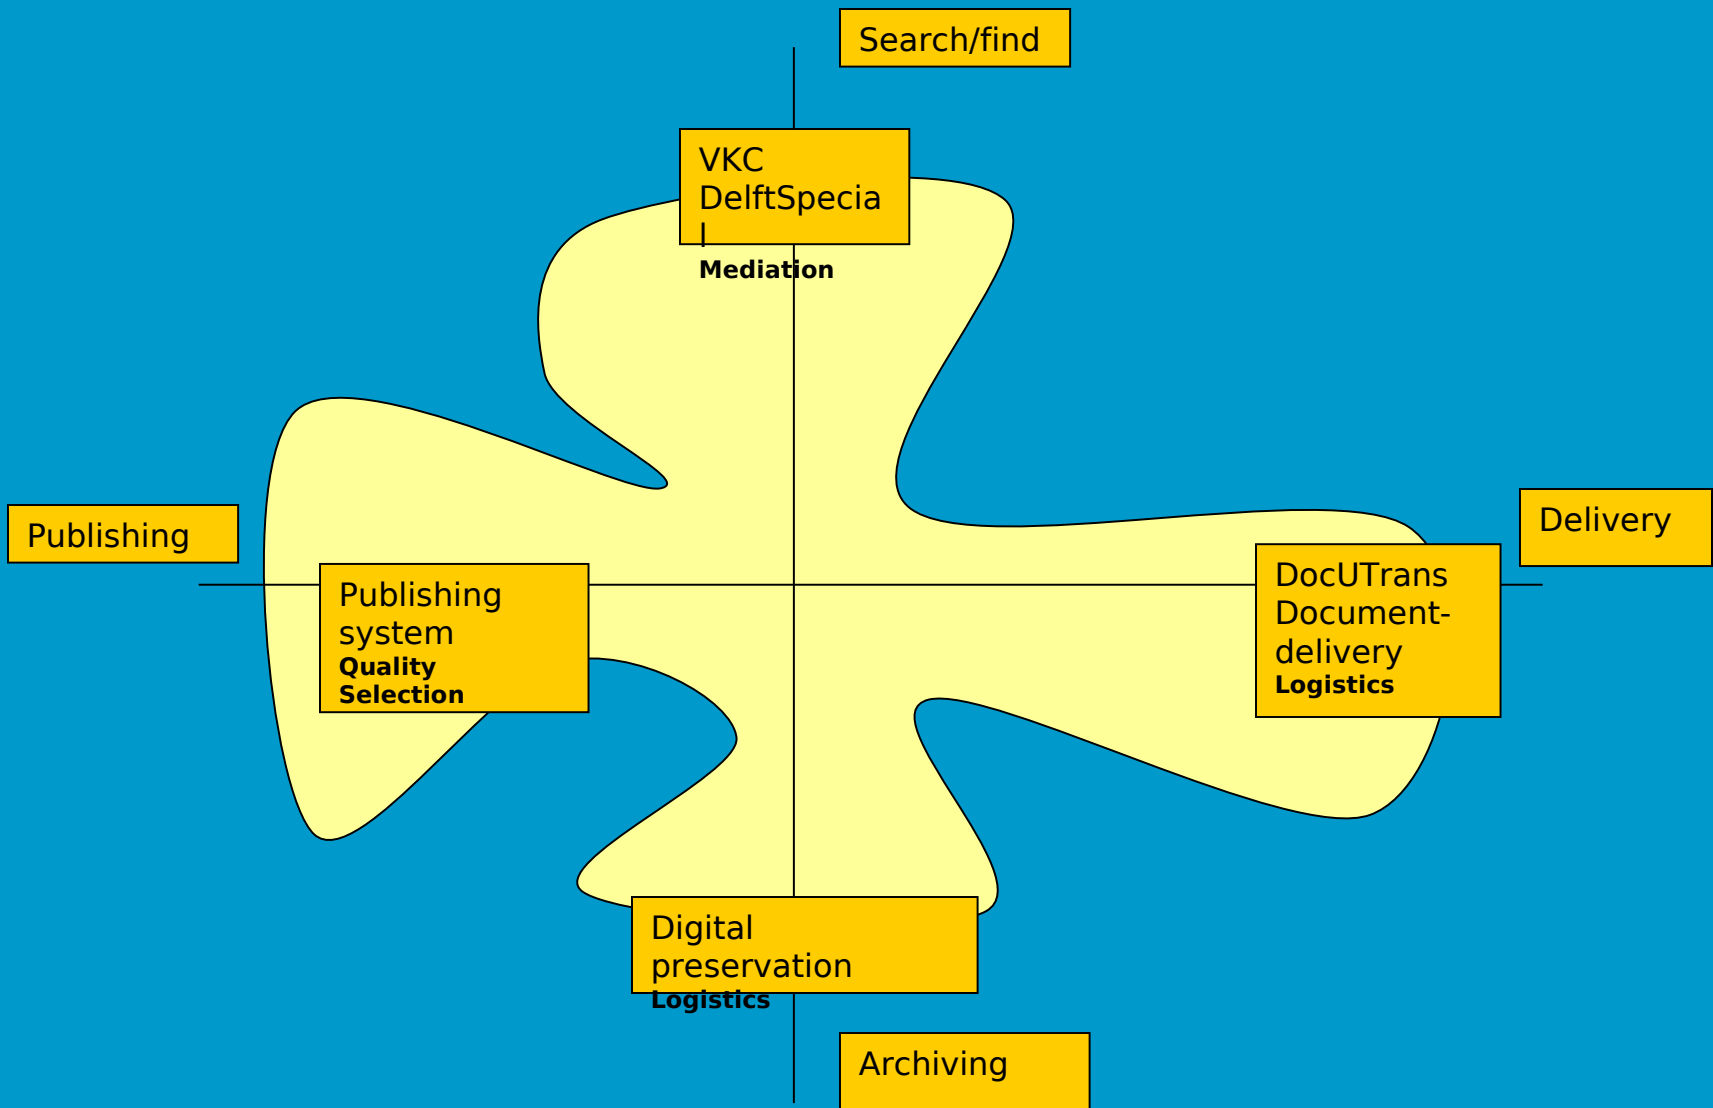 Search/find
VKC
DelftSpecia
l
Mediation
Publishing
Delivery
Publishing
system
Quality
Selection
DocUTrans
Document-
delivery
Logistics
Digital
preservation
Logistics
Archiving